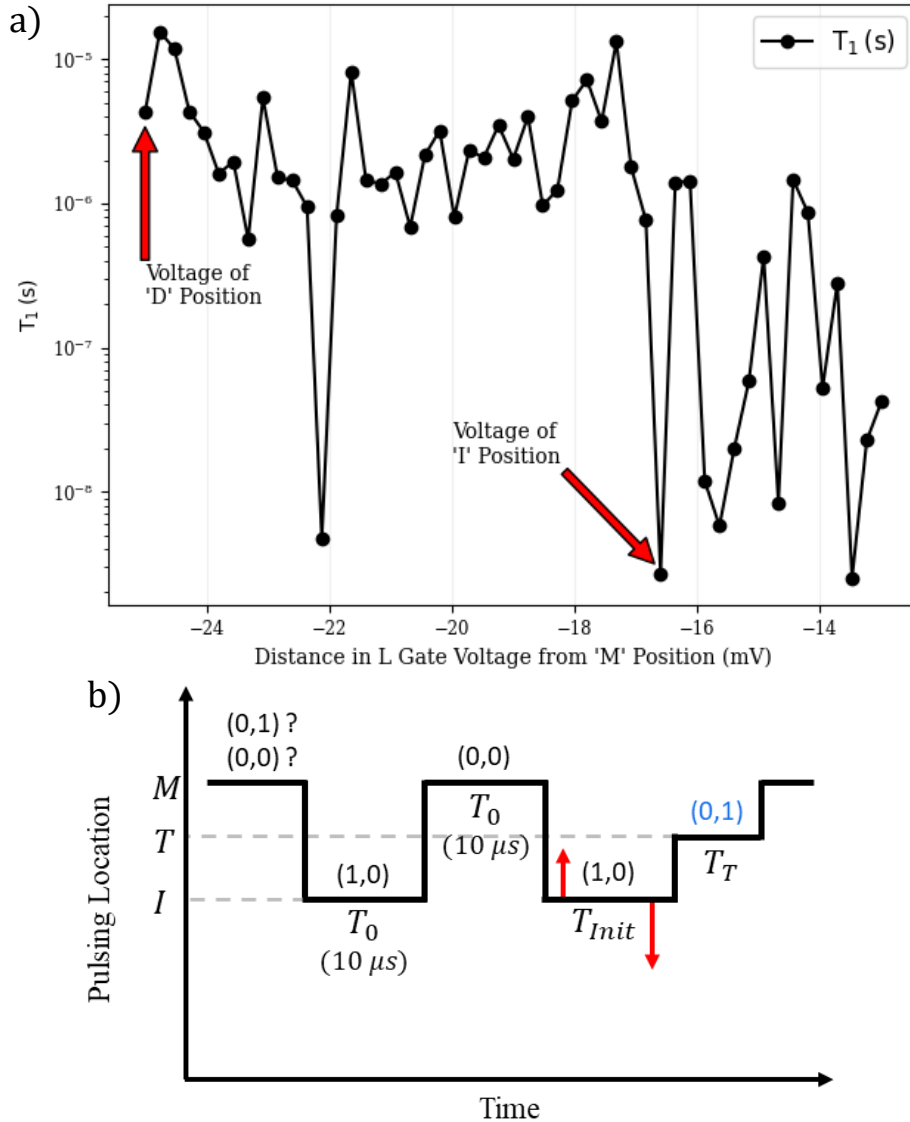 a)
T₁ (s)
10⁻⁵
10⁻⁶
10⁻⁷
10⁻⁸
T₁ (s)
Voltage of
'D' Position
Voltage of
'I' Position
−24 −22 −20 −18 −16 −14
Distance in L Gate Voltage from 'M' Position (mV)
b)
Pulsing Location
M
T
I
(0,1) ?
(0,0) ?
(1,0)
T₀
(10 μs)
(0,0)
T₀
(10 μs)
(1,0)
T_Init
(0,1)
T_T
Time